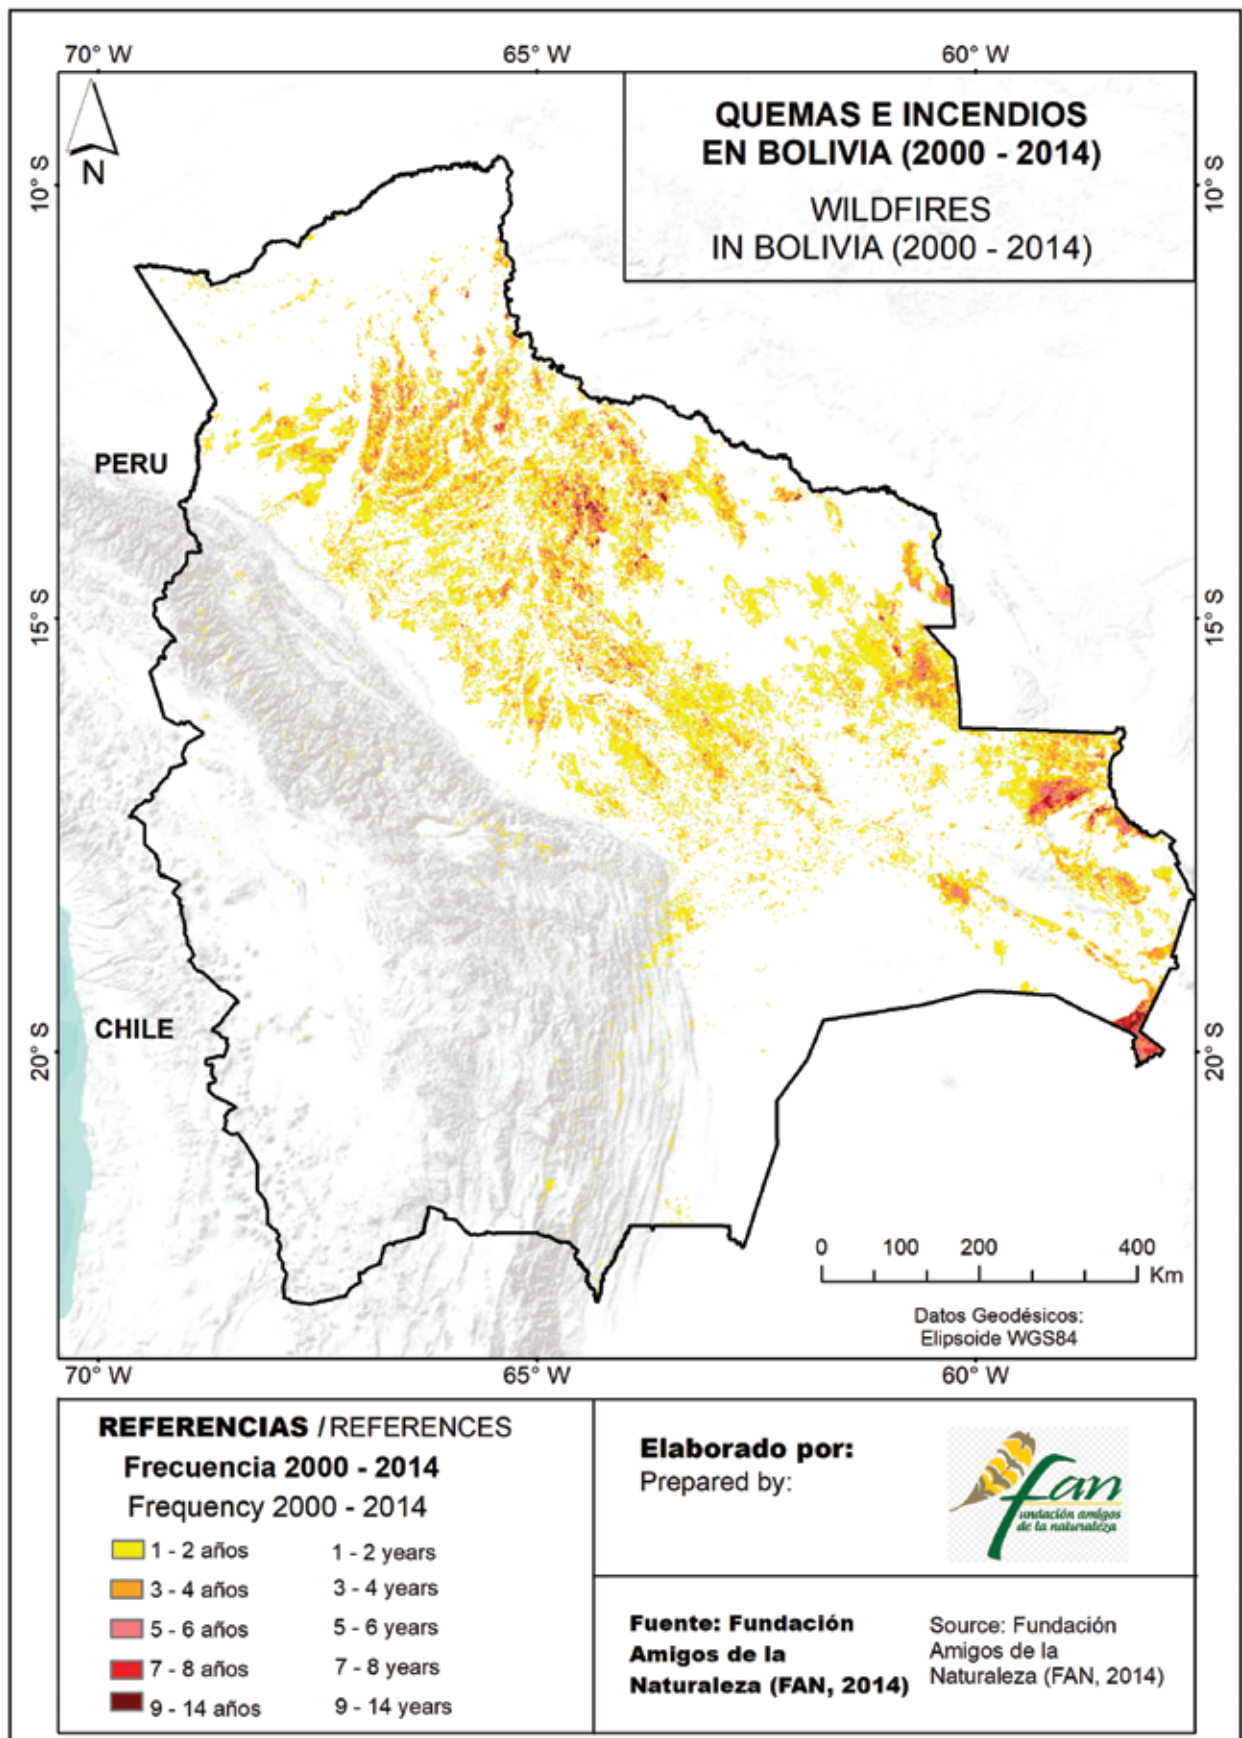 70° W
65° W
60° W
QUEMAS E INCENDIOS
EN BOLIVIA (2000 - 2014)
WILDFIRES
IN BOLIVIA (2000 - 2014)
N
10° S
10° S
PERU
15° S
15° S
CHILE
20° S
20° S
0 100 200 400
Km
Datos Geodésicos:
Elipsoide WGS84
70° W
65° W
60° W
REFERENCIAS / REFERENCES
Frecuencia 2000 - 2014
Frequency 2000 - 2014
1 - 2 años 1 - 2 years
3 - 4 años 3 - 4 years
5 - 6 años 5 - 6 years
7 - 8 años 7 - 8 years
9 - 14 años 9 - 14 years
Elaborado por:
Prepared by:
fan
fundación amigos
de la naturaleza
Fuente: Fundación
Amigos de la
Naturaleza (FAN, 2014)
Source: Fundación
Amigos de la
Naturaleza (FAN, 2014)